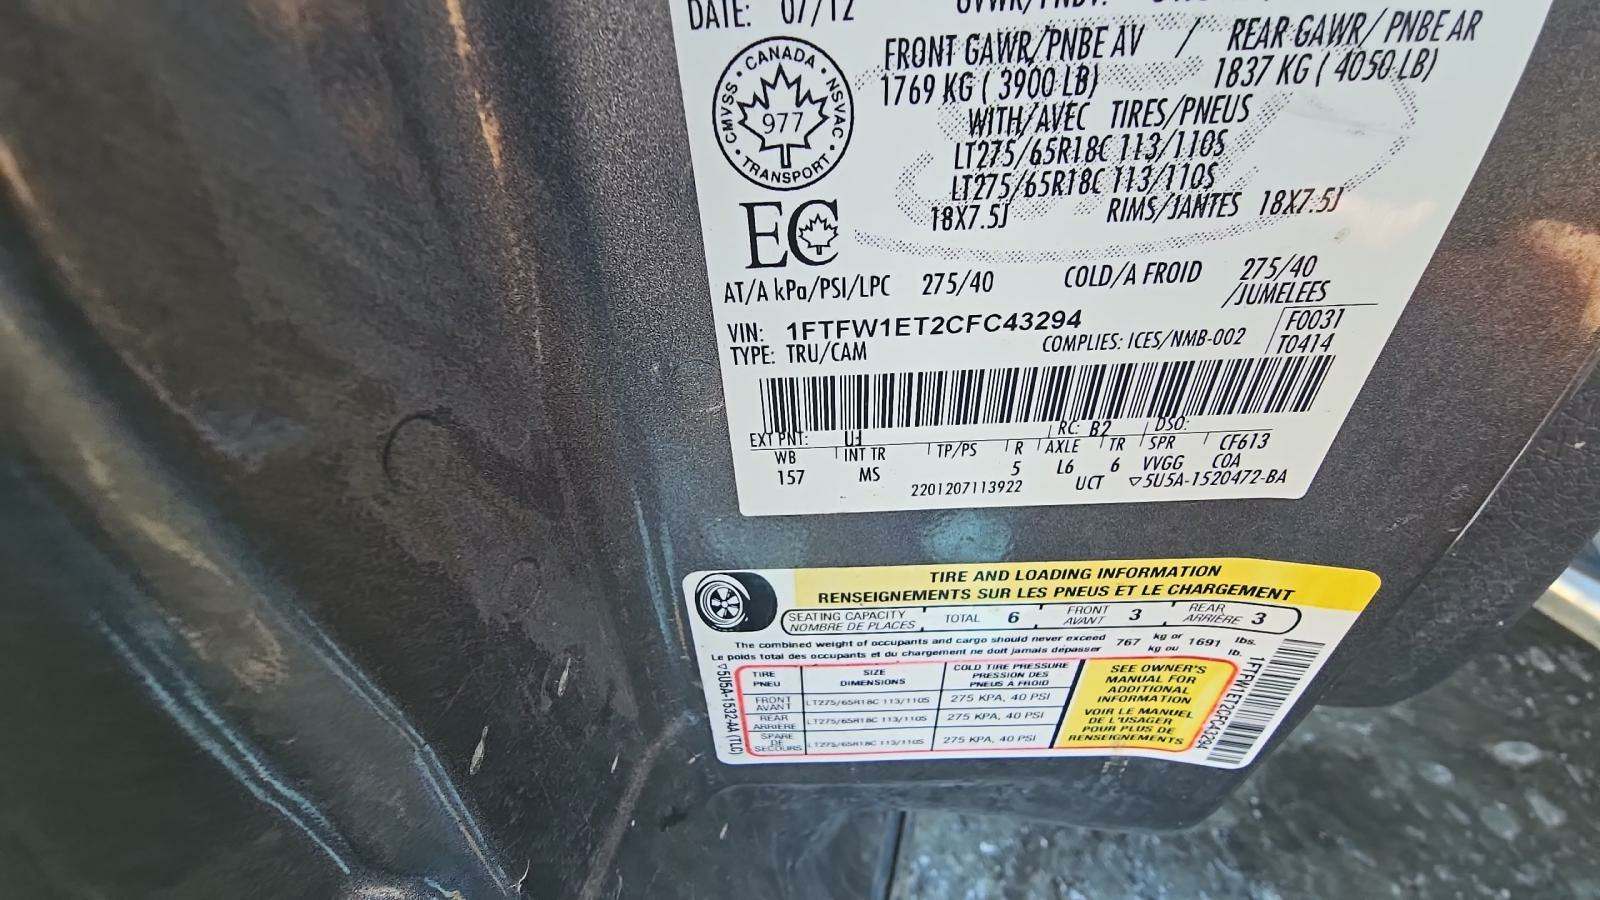 DATE: 07/12
GVWR/PNBV:
FRONT GAWR/PNBE AV / REAR GAWR/ PNBE AR
1769 KG ( 3900 LB) 1837 KG ( 4050 LB)
WITH/AVEC TIRES/PNEUS
LT275/65R18C 113/110S
LT275/65R18C 113/110S
18X7.5J RIMS/JANTES 18X7.5J
CANADA
CMVSS NSVAC
977
TRANSPORT
EC
AT/A kPa/PSI/LPC 275/40 COLD/A FROID 275/40
/JUMELEES
VIN: 1FTFW1ET2CFC43294 F0031
TYPE: TRU/CAM COMPLIES: ICES/NMB-002 T0414
EXT PNT: UJ RC: B2 DSO:
WB INT TR TP/PS R AXLE TR SPR CF613
157 MS 5 L6 6 VVGG COA
2201207113922 UCT ▽5U5A-1520472-BA
TIRE AND LOADING INFORMATION
RENSEIGNEMENTS SUR LES PNEUS ET LE CHARGEMENT
SEATING CAPACITY TOTAL 6 FRONT 3 REAR 3
NOMBRE DE PLACES AVANT ARRIÈRE
The combined weight of occupants and cargo should never exceed 767 kg or 1691 lbs.
Le poids total des occupants et du chargement ne doit jamais dépasser kg ou lb.
TIRE SIZE COLD TIRE PRESSURE
PNEU DIMENSIONS PRESSION DES
PNEUS A FROID
FRONT
AVANT LT275/65R18C 113/110S 275 KPA, 40 PSI
REAR
ARRIÈRE LT275/65R18C 113/110S 275 KPA, 40 PSI
SPARE
DE
SECOURS LT275/65R18C 113/110S 275 KPA, 40 PSI
SEE OWNER'S
MANUAL FOR
ADDITIONAL
INFORMATION
VOIR LE MANUEL
DE L'USAGER
POUR PLUS DE
RENSEIGNEMENTS
▽5U5A-1532-AA (TLC)
1FTFW1ET2CFC43294